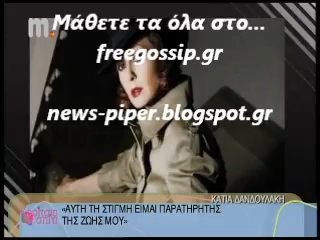 m.
Μάθετε τα όλα στο...
freegossip.gr
news-piper.blogspot.gr
ΚΑΤΙΑ ΔΑΝΔΟΥΛΑΚΗ
«ΑΥΤΗ ΤΗ ΣΤΙΓΜΗ ΕΙΜΑΙ ΠΑΡΑΤΗΡΗΤΗΣ
ΤΗΣ ΖΩΗΣ ΜΟΥ»